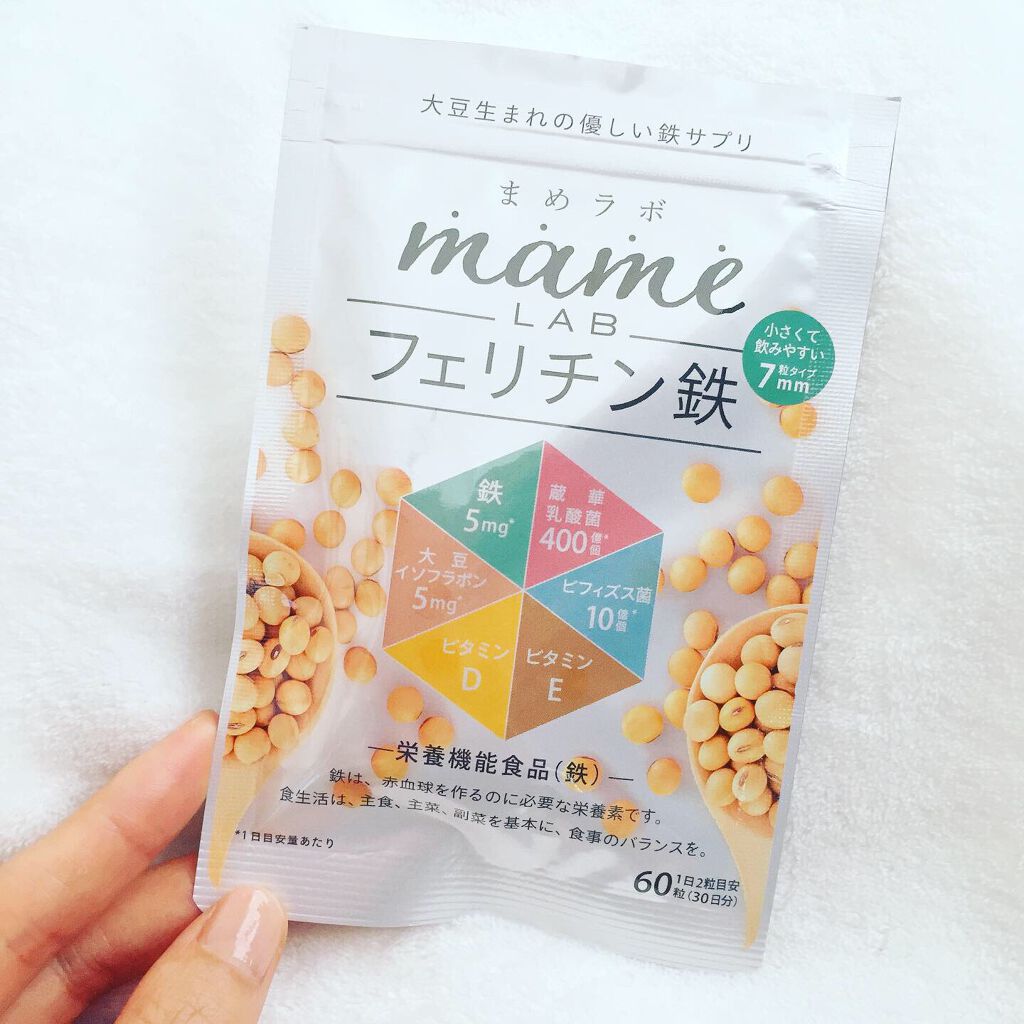 大豆生まれの優しい鉄サプリ
まめラボ
mame
LAB
フェリチン鉄
小さくて
飲みやすい
7mm粒タイプ
鉄
5mg*
蔵華
乳酸菌
400億個*
大豆
イソフラボン
5mg*
ビフィズス菌
10億個*
ビタミン
D
ビタミン
E
栄養機能食品(鉄)
鉄は、赤血球を作るのに必要な栄養素です。
食生活は、主食、主菜、副菜を基本に、食事のバランスを。
*1日目安量あたり
60粒
1日2粒目安
(30日分)